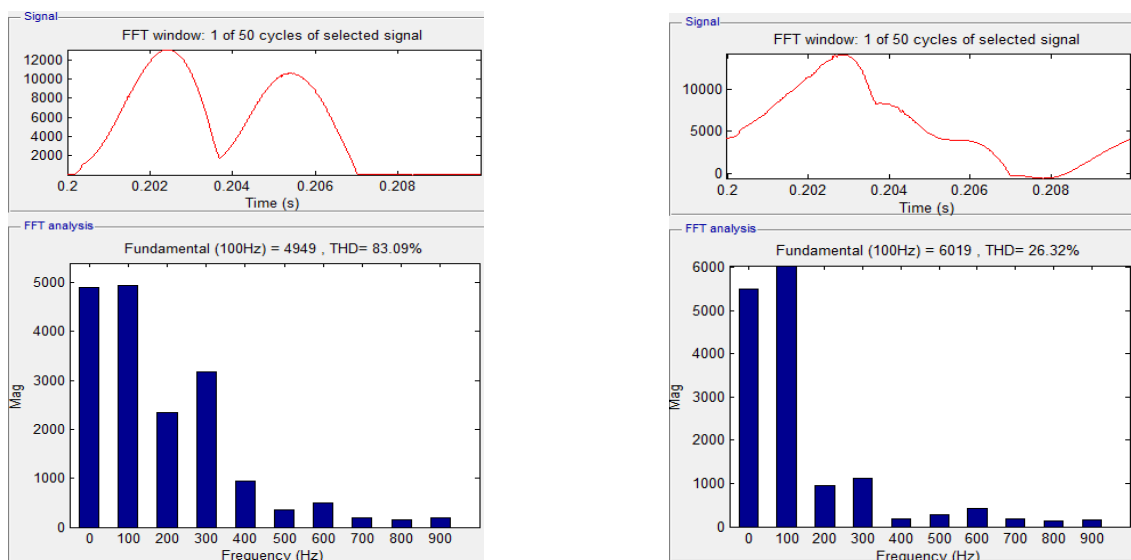 Signal
FFT window: 1 of 50 cycles of selected signal
12000
10000
8000
6000
4000
2000
0.2 0.202 0.204 0.206 0.208
Time (s)
FFT analysis
Fundamental (100Hz) = 4949 , THD= 83.09%
5000
4000
3000
2000
1000
0
Mag
0 100 200 300 400 500 600 700 800 900
Frequency (Hz)
Signal
FFT window: 1 of 50 cycles of selected signal
10000
5000
0
0.2 0.202 0.204 0.206 0.208
Time (s)
FFT analysis
Fundamental (100Hz) = 6019 , THD= 26.32%
6000
5000
4000
3000
2000
1000
0
Mag
0 100 200 300 400 500 600 700 800 900
Frequency (Hz)